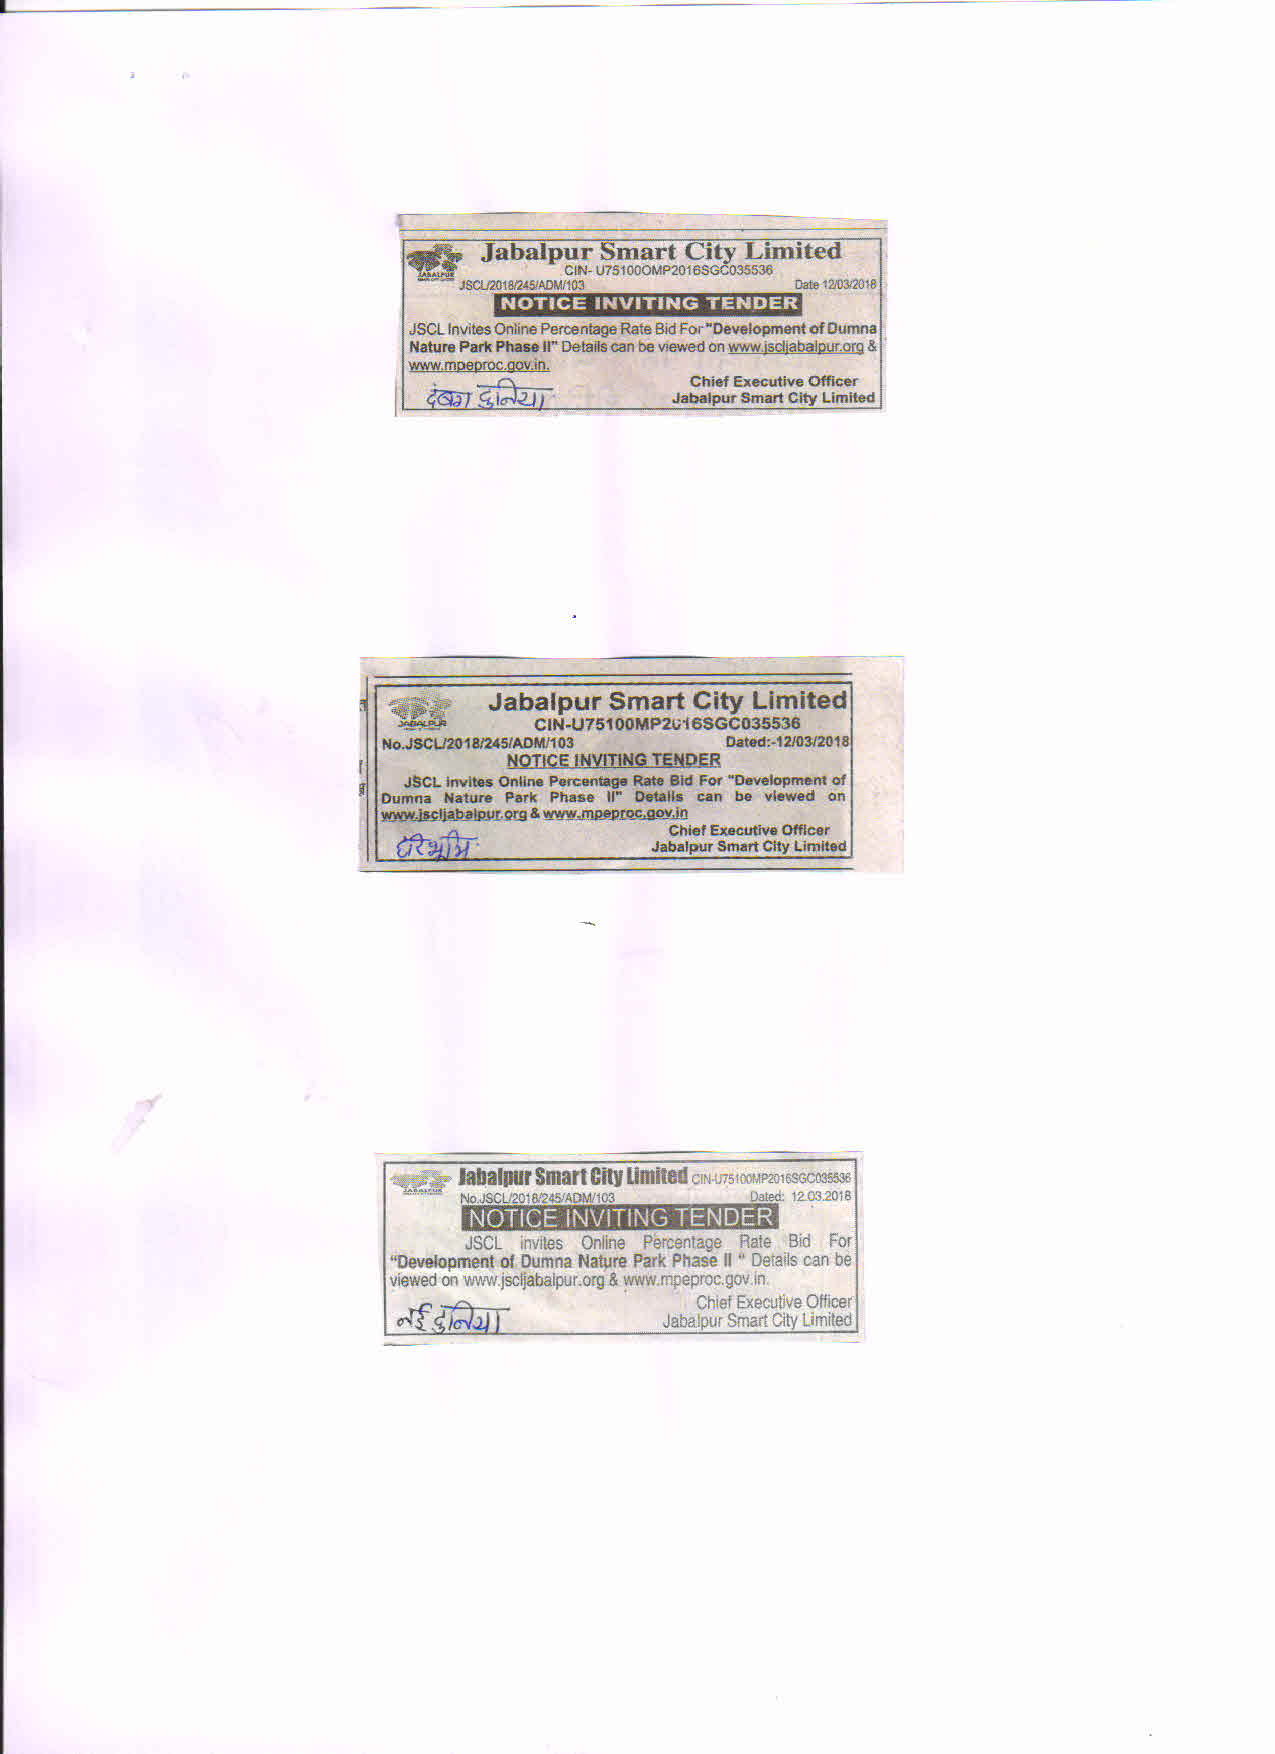 Jabalpur Smart City Limited
JABALPUR
CIN- U75100OMP2016SGC035536
JSCL/2018/245/ADM/103 Date 12/03/2018
NOTICE INVITING TENDER
JSCL Invites Online Percentage Rate Bid For "Development of Dumna
Nature Park Phase II" Details can be viewed on www.jscljabalpur.org &
www.mpeproc.gov.in.
Chief Executive Officer
दबंग दुनिया Jabalpur Smart City Limited
Jabalpur Smart City Limited
JABALPUR
CIN-U75100MP2016SGC035536
No.JSCL/2018/245/ADM/103 Dated:-12/03/2018
NOTICE INVITING TENDER
JSCL invites Online Percentage Rate Bid For "Development of
Dumna Nature Park Phase II" Details can be viewed on
www.jscljabalpur.org & www.mpeproc.gov.in
Chief Executive Officer
हरिभूमि Jabalpur Smart City Limited
Jabalpur Smart City Limited CIN-U75100MP2016SGC035536
JABALPUR
No.JSCL/2018/245/ADM/103 Dated: 12.03.2018
NOTICE INVITING TENDER
JSCL invites Online Percentage Rate Bid For
"Development of Dumna Nature Park Phase II " Details can be
viewed on www.jscljabalpur.org & www.mpeproc.gov.in.
Chief Executive Officer
नई दुनिया Jabalpur Smart City Limited